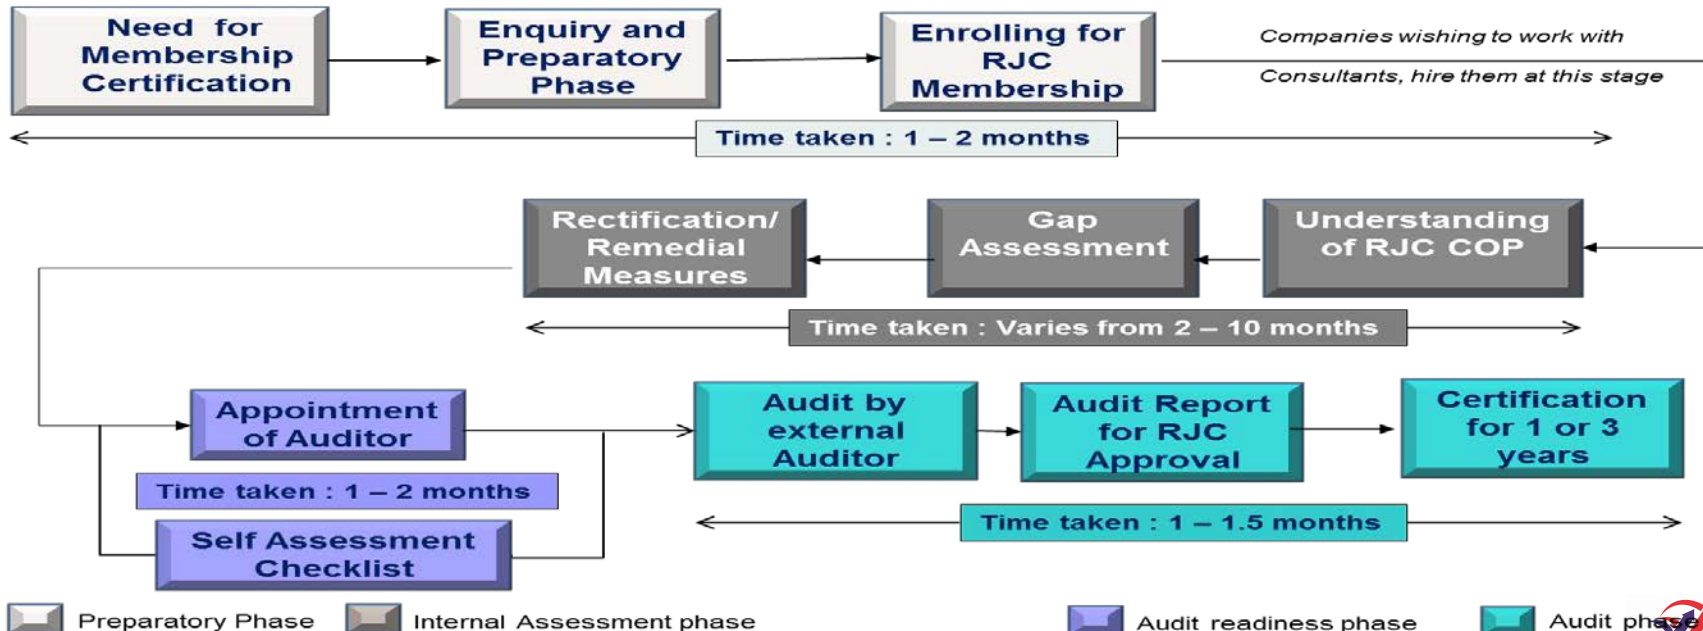 Need for
Membership
Certification
Enquiry and
Preparatory
Phase
Enrolling for
RJC
Membership
Companies wishing to work with
Consultants, hire them at this stage
Time taken : 1 – 2 months
Rectification/
Remedial
Measures
Gap
Assessment
Understanding
of RJC COP
Time taken : Varies from 2 – 10 months
Appointment
of Auditor
Time taken : 1 – 2 months
Self Assessment
Checklist
Audit by
external
Auditor
Audit Report
for RJC
Approval
Certification
for 1 or 3
years
Time taken : 1 – 1.5 months
Preparatory Phase
Internal Assessment phase
Audit readiness phase
Audit phase